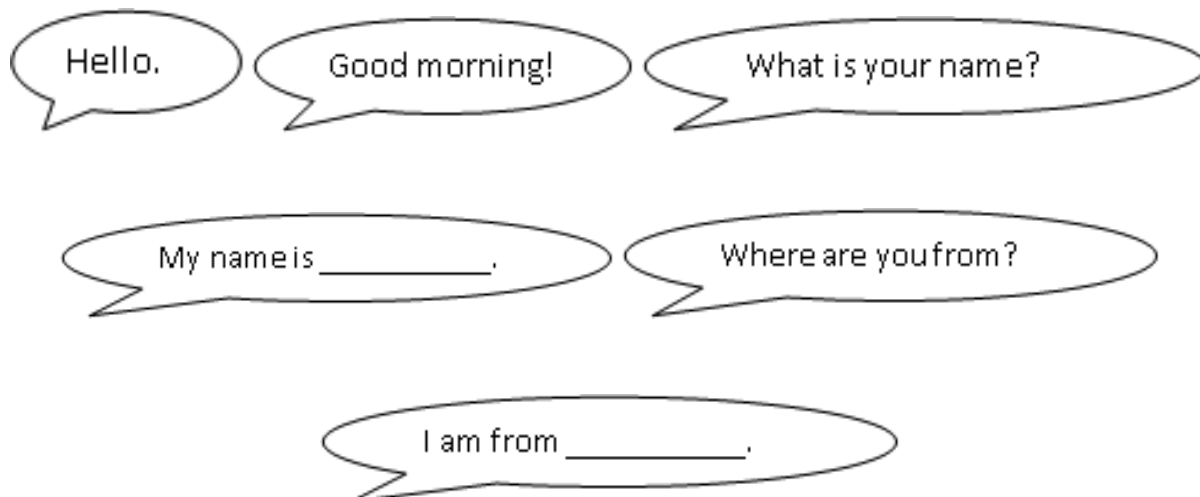 Hello.
Good morning!
What is your name?
My name is __________.
Where are you from?
I am from __________.